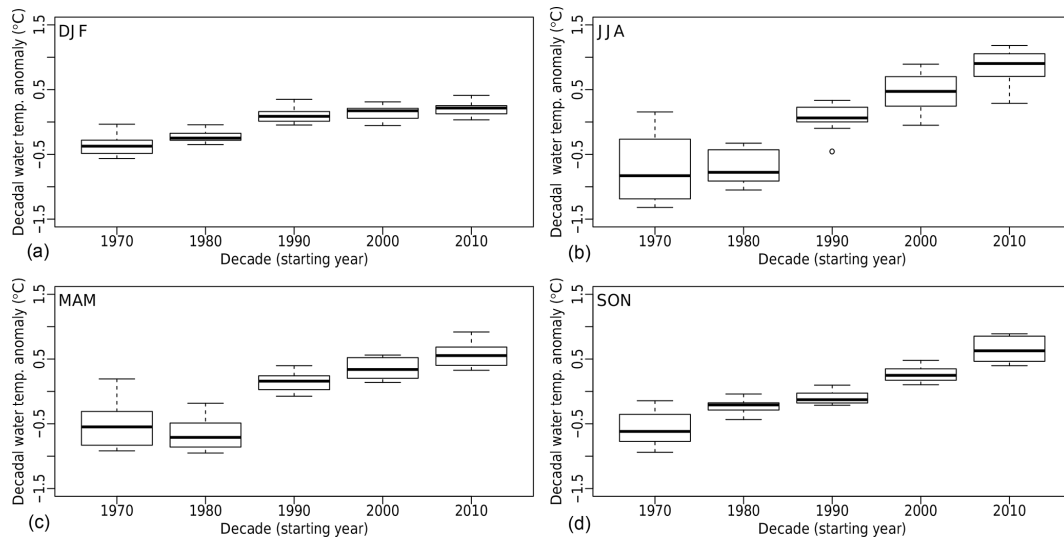 DJF
Decadal water temp. anomaly (°C)
1.5
0.5
−0.5
−1.5
1970 1980 1990 2000 2010
Decade (starting year)
(a)
JJA
Decadal water temp. anomaly (°C)
1.5
0.5
−0.5
−1.5
1970 1980 1990 2000 2010
Decade (starting year)
(b)
MAM
Decadal water temp. anomaly (°C)
1.5
0.5
−0.5
−1.5
1970 1980 1990 2000 2010
Decade (starting year)
(c)
SON
Decadal water temp. anomaly (°C)
1.5
0.5
−0.5
−1.5
1970 1980 1990 2000 2010
Decade (starting year)
(d)